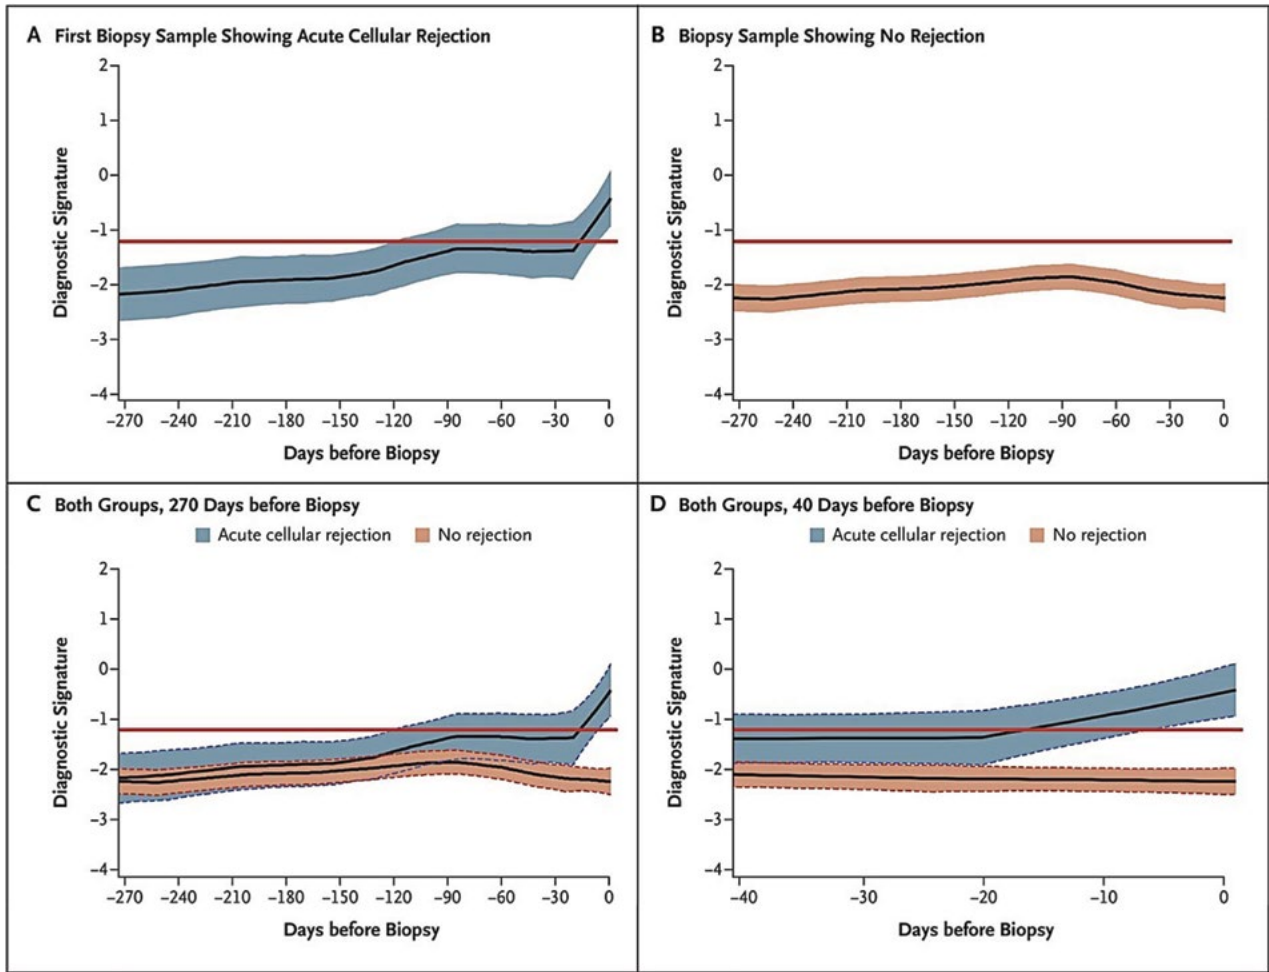 A First Biopsy Sample Showing Acute Cellular Rejection
2
1
0
−1
−2
−3
−4
Diagnostic Signature
−270 −240 −210 −180 −150 −120 −90 −60 −30 0
Days before Biopsy
B Biopsy Sample Showing No Rejection
2
1
0
−1
−2
−3
−4
Diagnostic Signature
−270 −240 −210 −180 −150 −120 −90 −60 −30 0
Days before Biopsy
C Both Groups, 270 Days before Biopsy
Acute cellular rejection No rejection
2
1
0
−1
−2
−3
−4
Diagnostic Signature
−270 −240 −210 −180 −150 −120 −90 −60 −30 0
Days before Biopsy
D Both Groups, 40 Days before Biopsy
Acute cellular rejection No rejection
2
1
0
−1
−2
−3
−4
Diagnostic Signature
−40 −30 −20 −10 0
Days before Biopsy